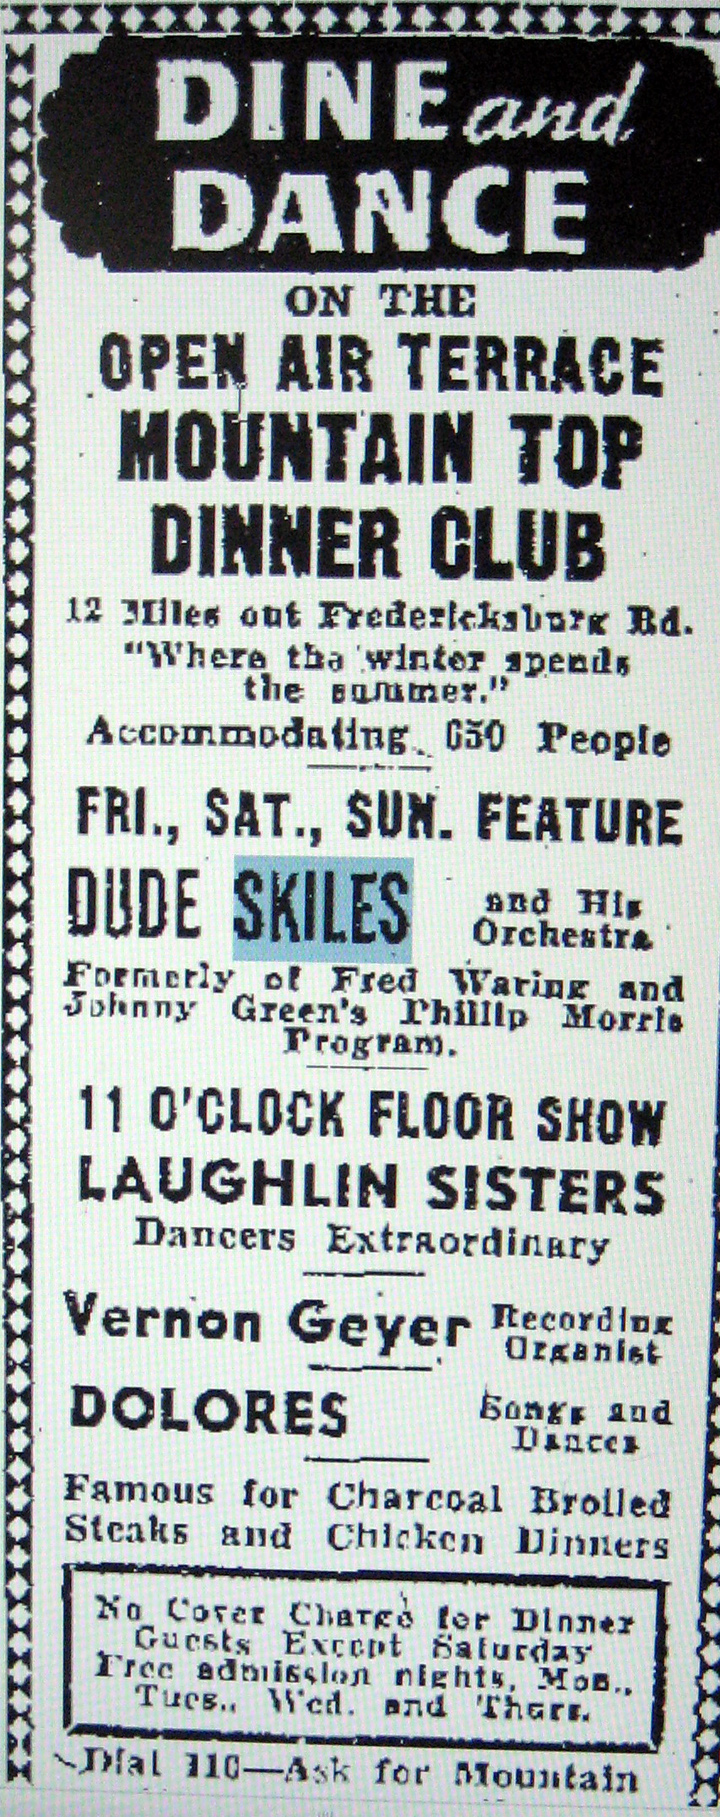 DINE and
DANCE
ON THE
OPEN AIR TERRACE
MOUNTAIN TOP
DINNER CLUB
12 Miles out Fredericksburg Rd.
"Where the winter spends
the summer."
Accommodating 650 People
FRI., SAT., SUN. FEATURE
DUDE SKILES and His
Orchestra
Formerly of Fred Waring and
Johnny Green's Phillip Morris
Program.
11 O'CLOCK FLOOR SHOW
LAUGHLIN SISTERS
Dancers Extraordinary
Vernon Geyer Recording
Organist
DOLORES Songs and
Dances
Famous for Charcoal Broiled
Steaks and Chicken Dinners
No Cover Charge for Dinner
Guests Except Saturday
Free admission nights, Mon.,
Tues., Wed. and Thurs.
Dial 110—Ask for Mountain